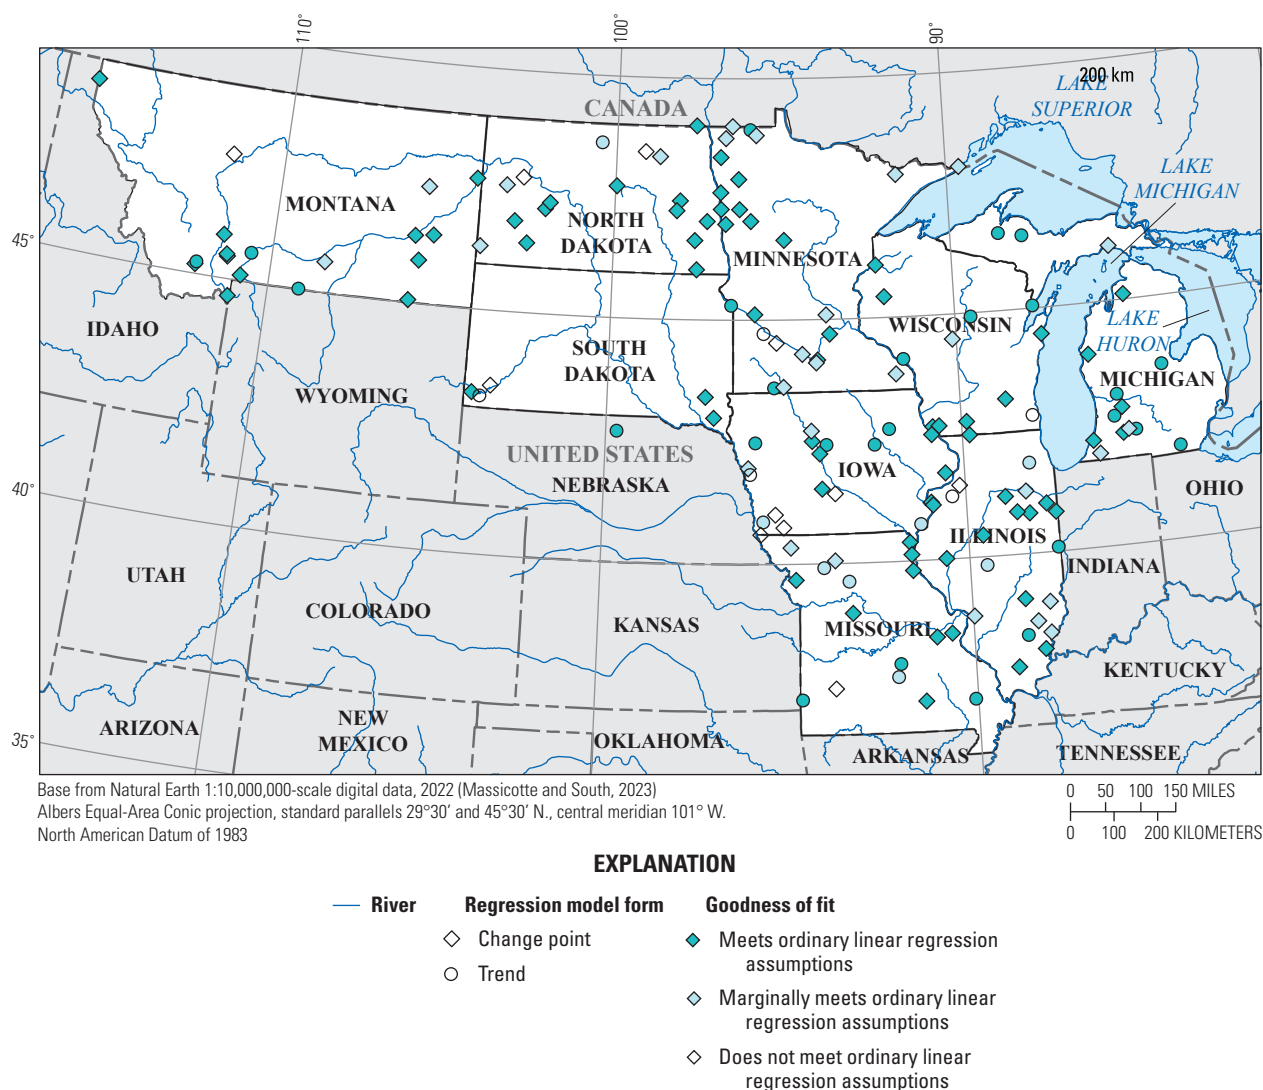 110°
100°
90°
200 km
LAKE
SUPERIOR
CANADA
LAKE
MICHIGAN
MONTANA
45°
NORTH
DAKOTA
MINNESOTA
IDAHO
WISCONSIN
LAKE
HURON
SOUTH
DAKOTA
MICHIGAN
WYOMING
UNITED STATES
NEBRASKA
IOWA
OHIO
40°
ILLINOIS
INDIANA
UTAH
COLORADO
KANSAS
MISSOURI
KENTUCKY
ARIZONA
NEW
MEXICO
35°
OKLAHOMA
ARKANSAS
TENNESSEE
Base from Natural Earth 1:10,000,000-scale digital data, 2022 (Massicotte and South, 2023)
Albers Equal-Area Conic projection, standard parallels 29°30′ and 45°30′ N., central meridian 101° W.
North American Datum of 1983
0 50 100 150 MILES
0 100 200 KILOMETERS
EXPLANATION
River
Regression model form
Change point
Trend
Goodness of fit
Meets ordinary linear regression
assumptions
Marginally meets ordinary linear
regression assumptions
Does not meet ordinary linear
regression assumptions